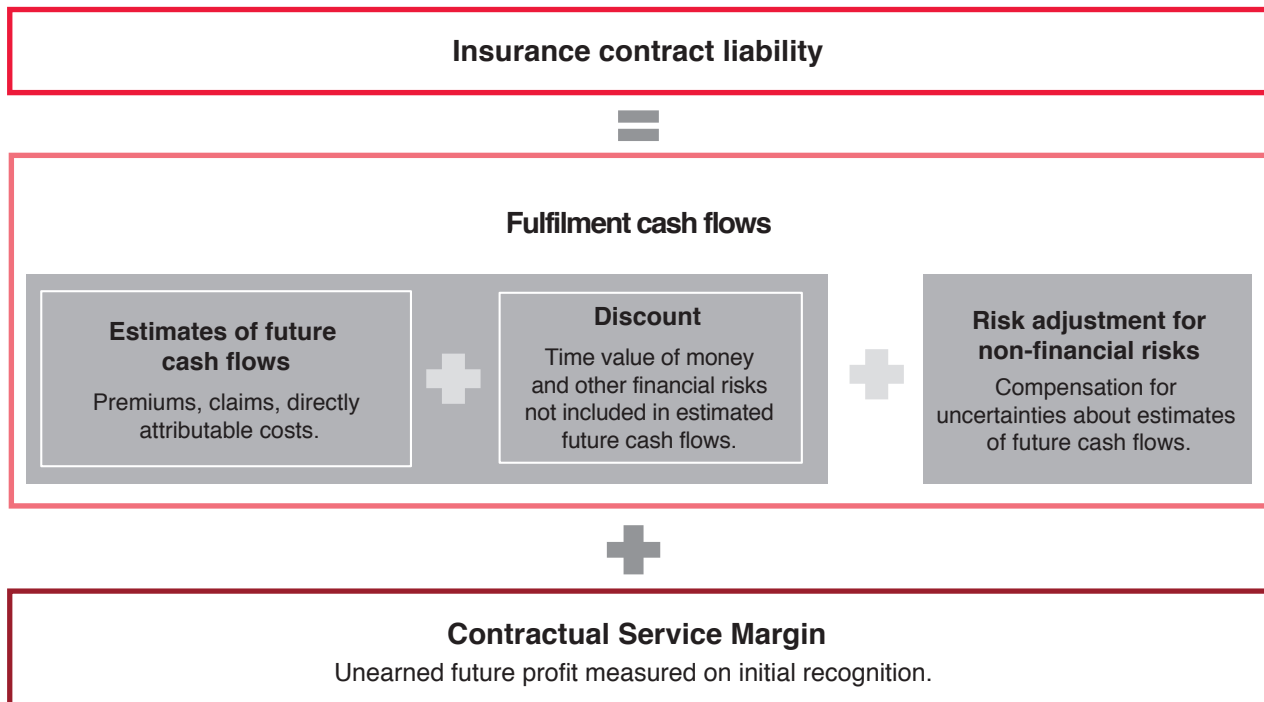 Insurance contract liability
Fulfilment cash flows
Estimates of future
cash flows
Premiums, claims, directly
attributable costs.
Discount
Time value of money
and other financial risks
not included in estimated
future cash flows.
Risk adjustment for
non-financial risks
Compensation for
uncertainties about estimates
of future cash flows.
Contractual Service Margin
Unearned future profit measured on initial recognition.